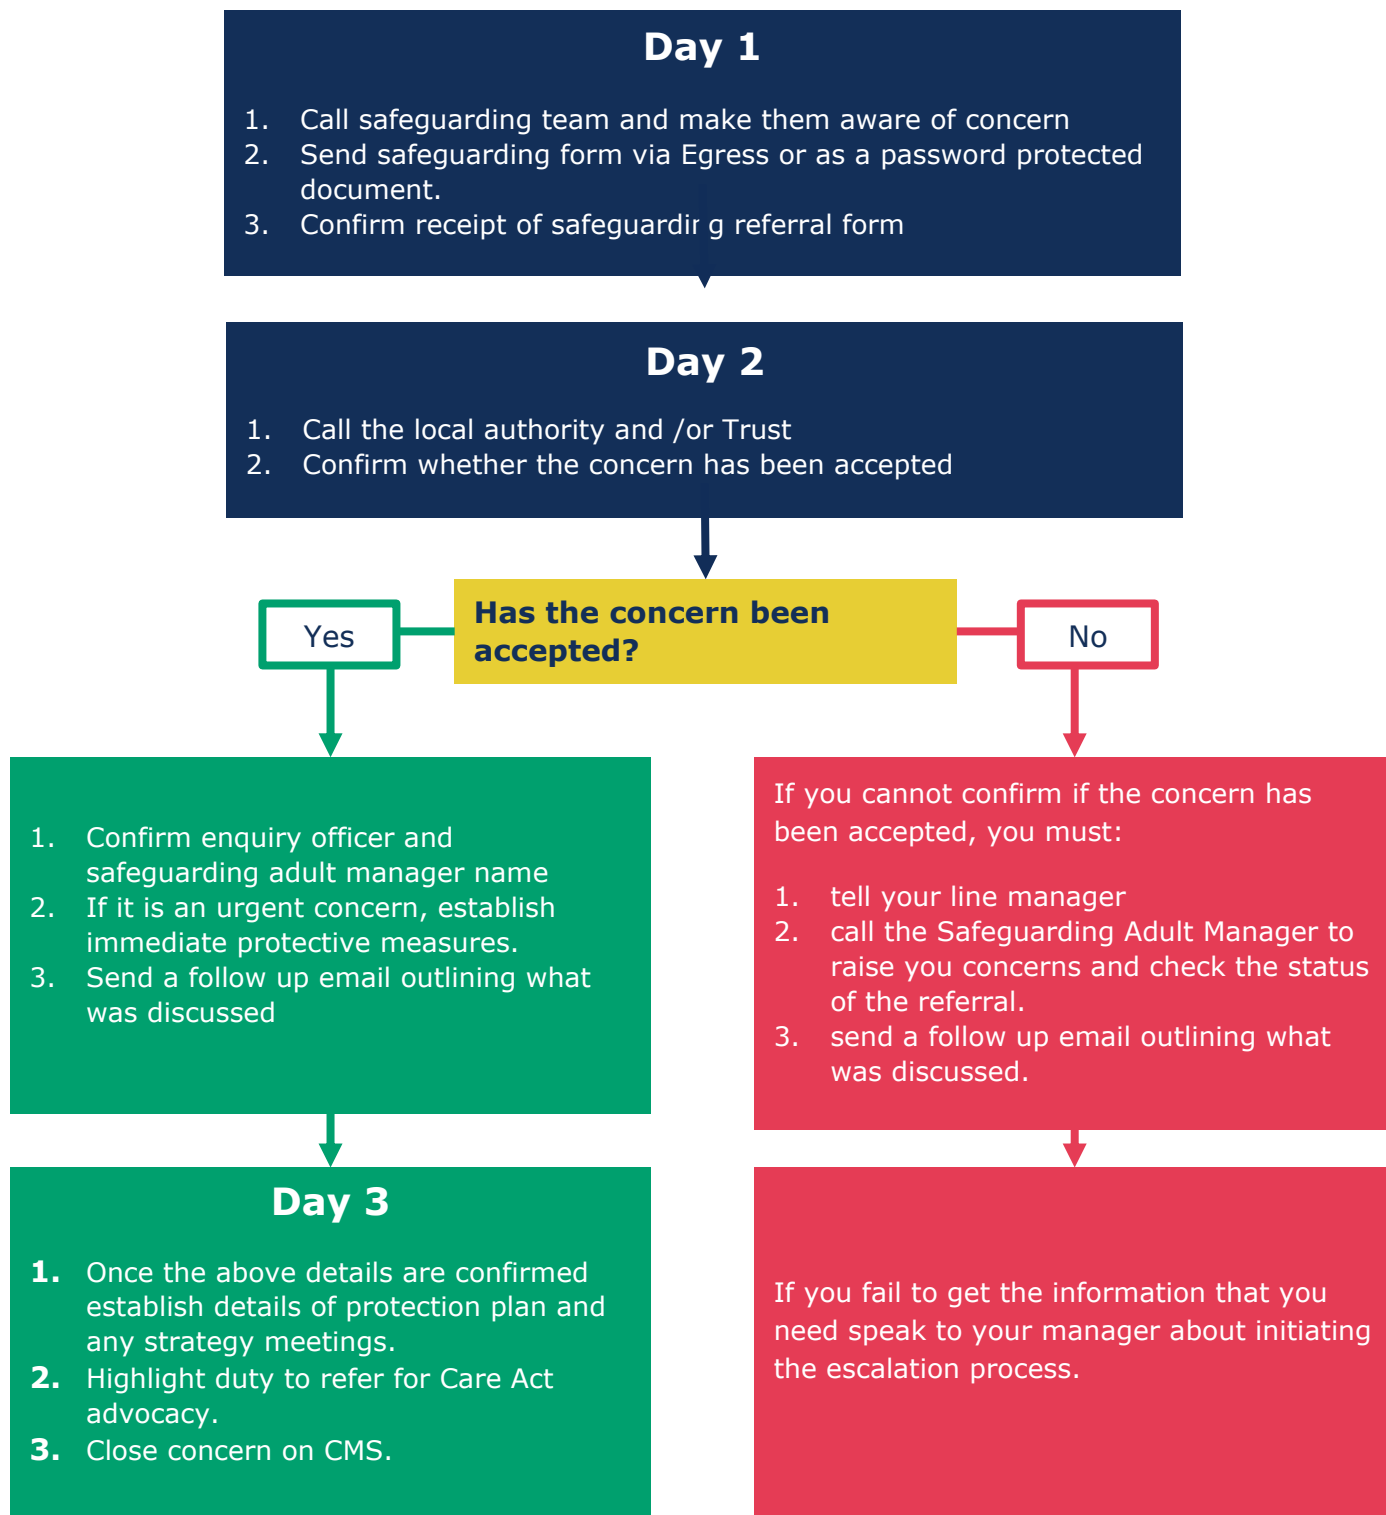 Day 1
1. Call safeguarding team and make them aware of concern
2. Send safeguarding form via Egress or as a password protected
document.
3. Confirm receipt of safeguarding referral form
Day 2
1. Call the local authority and /or Trust
2. Confirm whether the concern has been accepted
Has the concern been
accepted?
Yes
No
1. Confirm enquiry officer and
safeguarding adult manager name
2. If it is an urgent concern, establish
immediate protective measures.
3. Send a follow up email outlining what
was discussed
If you cannot confirm if the concern has
been accepted, you must:
1. tell your line manager
2. call the Safeguarding Adult Manager to
raise you concerns and check the status
of the referral.
3. send a follow up email outlining what
was discussed.
Day 3
1. Once the above details are confirmed
establish details of protection plan and
any strategy meetings.
2. Highlight duty to refer for Care Act
advocacy.
3. Close concern on CMS.
If you fail to get the information that you
need speak to your manager about initiating
the escalation process.